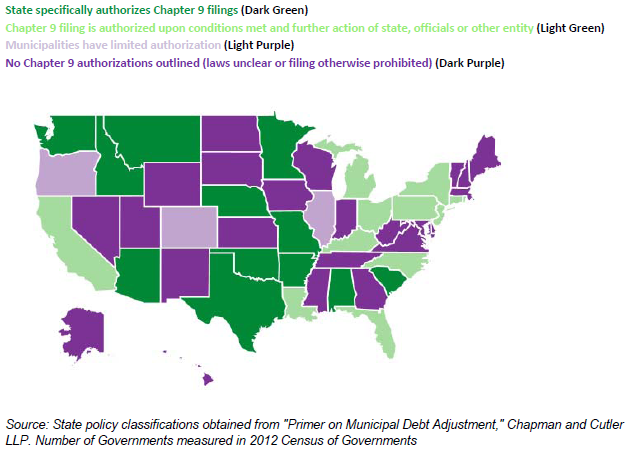 State specifically authorizes Chapter 9 filings (Dark Green)
Chapter 9 filing is authorized upon conditions met and further action of state, officials or other entity (Light Green)
Municipalities have limited authorization (Light Purple)
No Chapter 9 authorizations outlined (laws unclear or filing otherwise prohibited) (Dark Purple)
Source: State policy classifications obtained from "Primer on Municipal Debt Adjustment," Chapman and Cutler
LLP. Number of Governments measured in 2012 Census of Governments